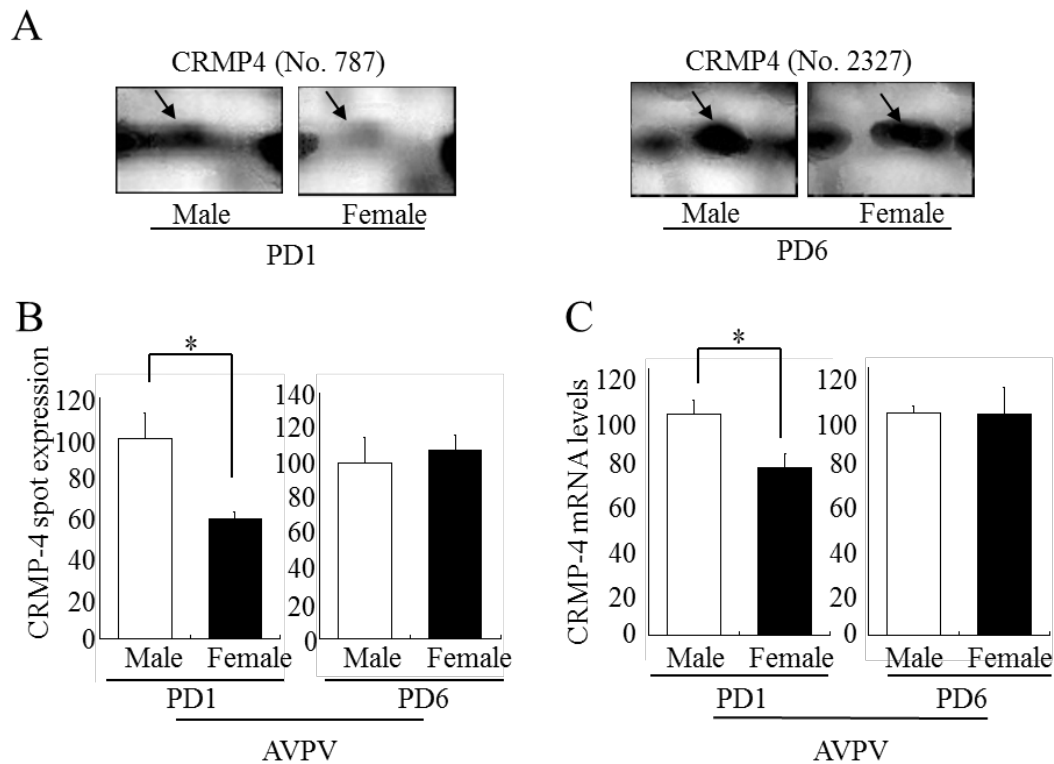 A
CRMP4 (No. 787)
CRMP4 (No. 2327)
Male
Female
Male
Female
PD1
PD6
B
CRMP-4 spot expression
*
120
100
80
60
40
20
0
140
120
100
80
60
40
20
0
Male
Female
Male
Female
PD1
PD6
AVPV
C
CRMP-4 mRNA levels
*
120
100
80
60
40
20
0
120
100
80
60
40
20
0
Male
Female
Male
Female
PD1
PD6
AVPV